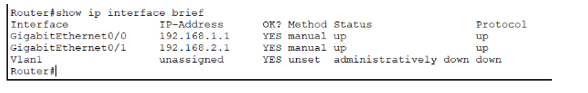 Router#show ip interface brief
Interface IP-Address OK? Method Status Protocol
GigabitEthernet0/0 192.168.1.1 YES manual up up
GigabitEthernet0/1 192.168.2.1 YES manual up up
Vlan1 unassigned YES unset administratively down down
Router#